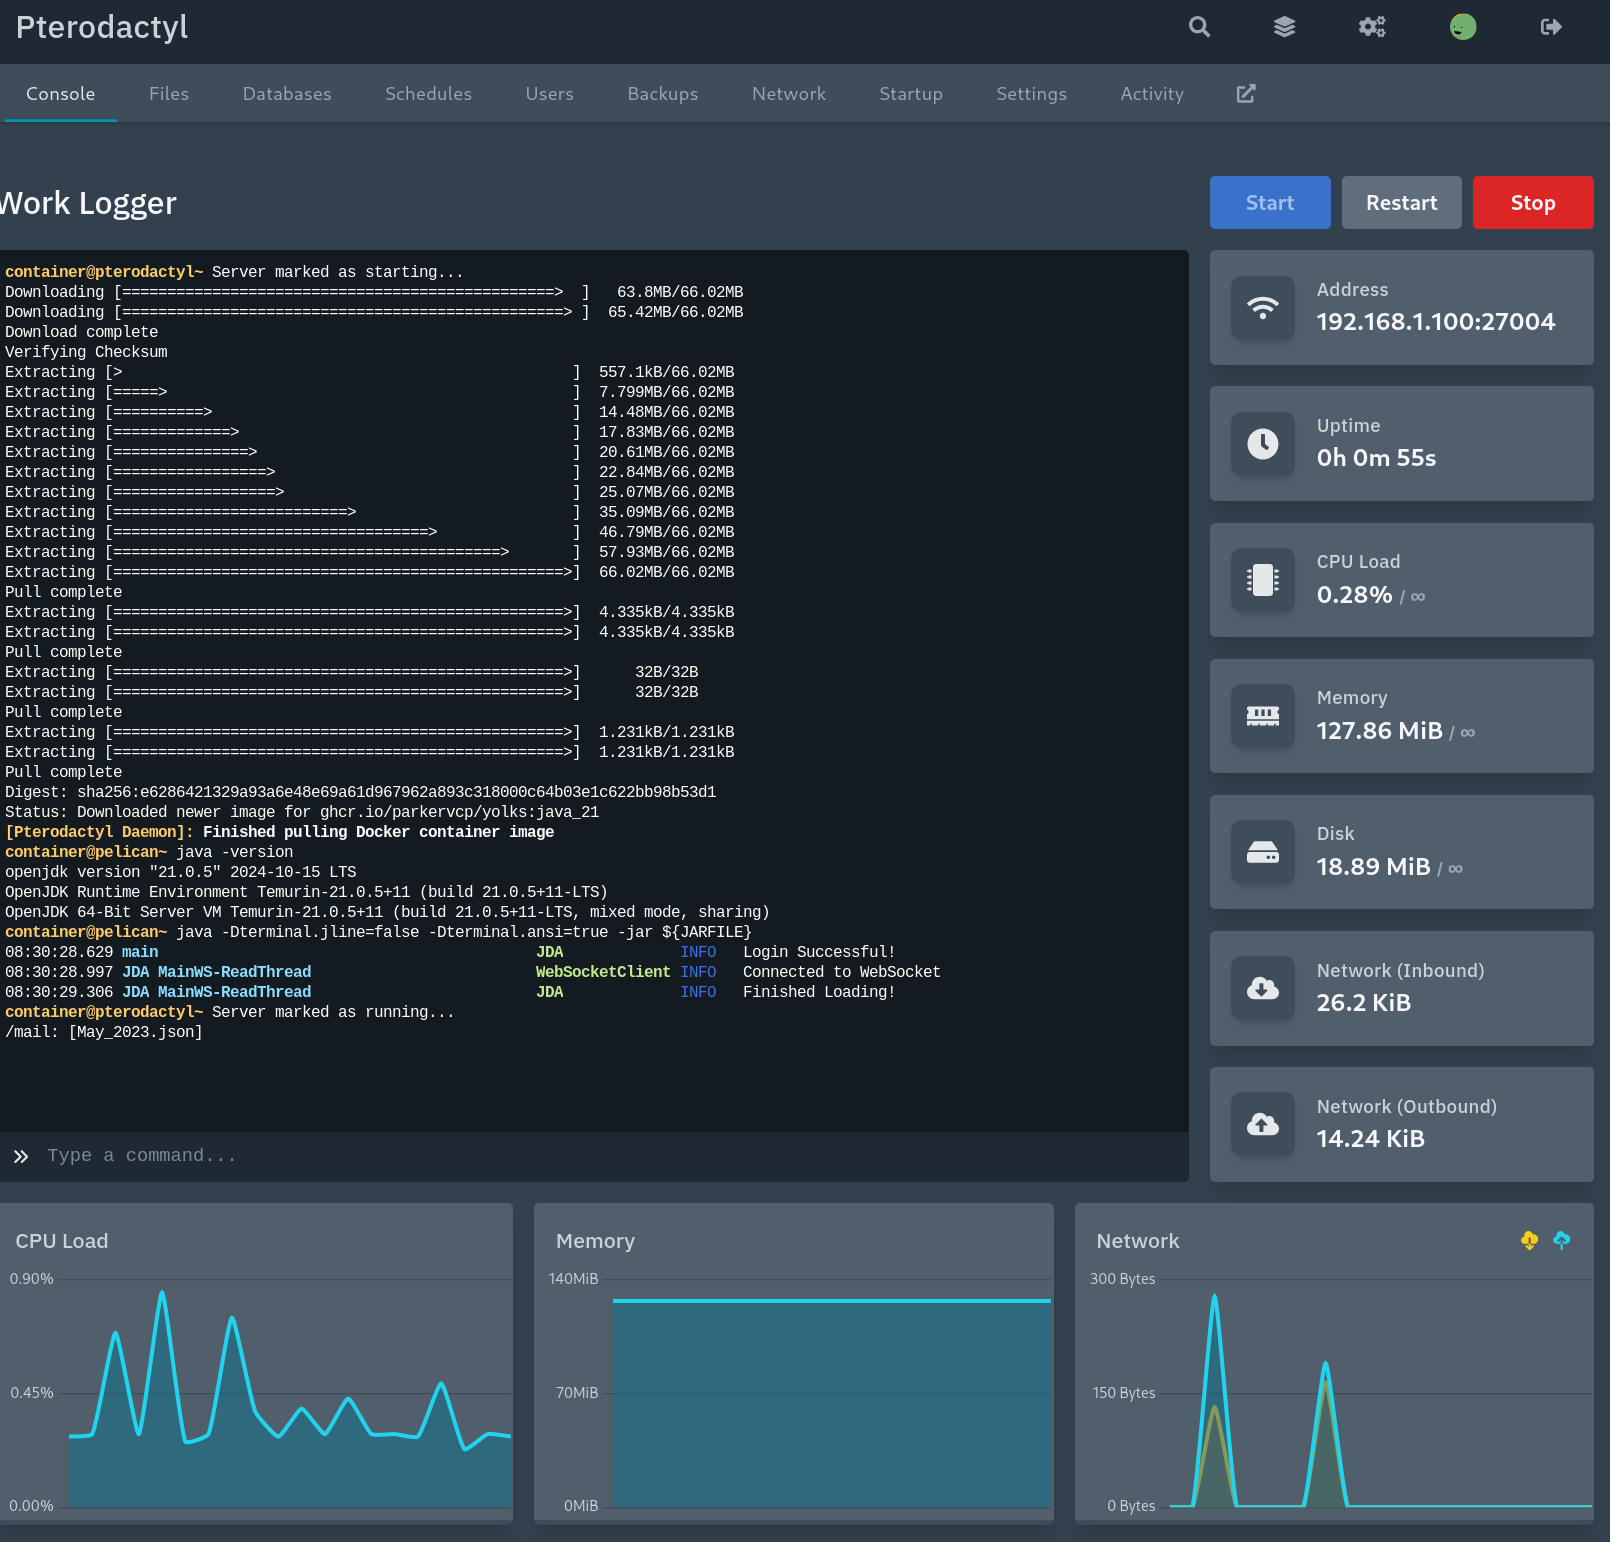 Pterodactyl
Console Files Databases Schedules Users Backups Network Startup Settings Activity
Work Logger
Start Restart Stop
container@pterodactyl~ Server marked as starting...
Downloading [================================================>  ]   63.8MB/66.02MB
Downloading [=================================================> ]  65.42MB/66.02MB
Download complete
Verifying Checksum
Extracting [>                                                  ]  557.1kB/66.02MB
Extracting [=====>                                             ]  7.799MB/66.02MB
Extracting [==========>                                        ]  14.48MB/66.02MB
Extracting [=============>                                     ]  17.83MB/66.02MB
Extracting [===============>                                   ]  20.61MB/66.02MB
Extracting [=================>                                 ]  22.84MB/66.02MB
Extracting [==================>                                ]  25.07MB/66.02MB
Extracting [==========================>                        ]  35.09MB/66.02MB
Extracting [===================================>               ]  46.79MB/66.02MB
Extracting [===========================================>       ]  57.93MB/66.02MB
Extracting [==================================================>]  66.02MB/66.02MB
Pull complete
Extracting [==================================================>]  4.335kB/4.335kB
Extracting [==================================================>]  4.335kB/4.335kB
Pull complete
Extracting [==================================================>]      32B/32B
Extracting [==================================================>]      32B/32B
Pull complete
Extracting [==================================================>]  1.231kB/1.231kB
Extracting [==================================================>]  1.231kB/1.231kB
Pull complete
Digest: sha256:e6286421329a93a6e48e69a61d967962a893c318000c64b03e1c622bb98b53d1
Status: Downloaded newer image for ghcr.io/parkervcp/yolks:java_21
[Pterodactyl Daemon]: Finished pulling Docker container image
container@pelican~ java -version
openjdk version "21.0.5" 2024-10-15 LTS
OpenJDK Runtime Environment Temurin-21.0.5+11 (build 21.0.5+11-LTS)
OpenJDK 64-Bit Server VM Temurin-21.0.5+11 (build 21.0.5+11-LTS, mixed mode, sharing)
container@pelican~ java -Dterminal.jline=false -Dterminal.ansi=true -jar ${JARFILE}
08:30:28.629 main JDA INFO Login Successful!
08:30:28.997 JDA MainWS-ReadThread WebSocketClient INFO Connected to WebSocket
08:30:29.306 JDA MainWS-ReadThread JDA INFO Finished Loading!
container@pterodactyl~ Server marked as running...
/mail: [May_2023.json]
Type a command...
Address
192.168.1.100:27004
Uptime
0h 0m 55s
CPU Load
0.28% / ∞
Memory
127.86 MiB / ∞
Disk
18.89 MiB / ∞
Network (Inbound)
26.2 KiB
Network (Outbound)
14.24 KiB
CPU Load
0.90%
0.45%
0.00%
Memory
140MiB
70MiB
0MiB
Network
300 Bytes
150 Bytes
0 Bytes